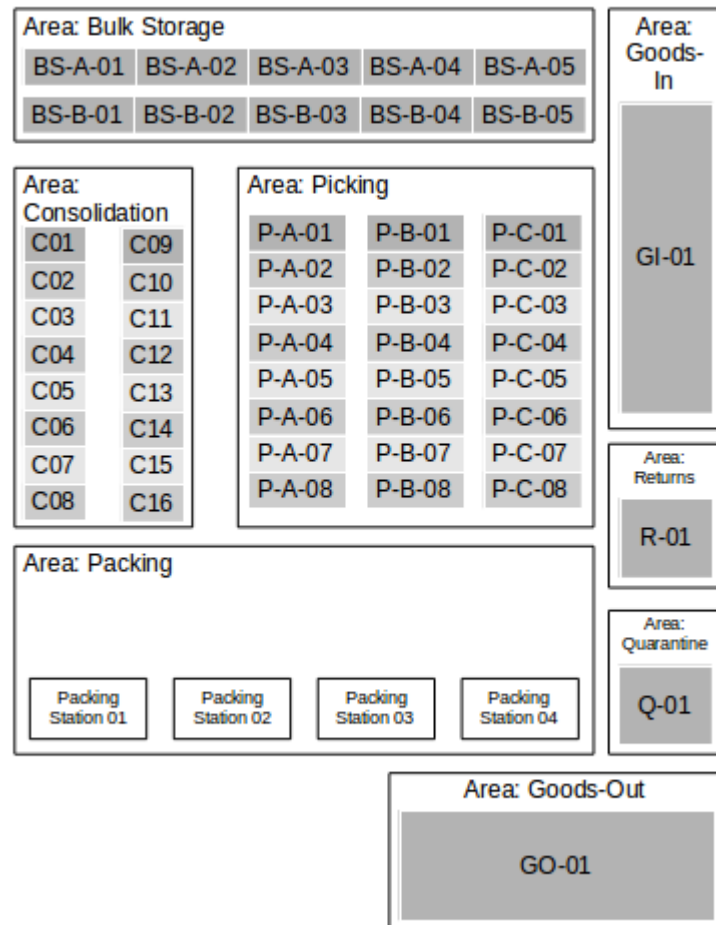 Area: Bulk Storage
BS-A-01 BS-A-02 BS-A-03 BS-A-04 BS-A-05
BS-B-01 BS-B-02 BS-B-03 BS-B-04 BS-B-05
Area:
Goods-
In
GI-01
Area:
Consolidation
C01 C09
C02 C10
C03 C11
C04 C12
C05 C13
C06 C14
C07 C15
C08 C16
Area: Picking
P-A-01 P-B-01 P-C-01
P-A-02 P-B-02 P-C-02
P-A-03 P-B-03 P-C-03
P-A-04 P-B-04 P-C-04
P-A-05 P-B-05 P-C-05
P-A-06 P-B-06 P-C-06
P-A-07 P-B-07 P-C-07
P-A-08 P-B-08 P-C-08
Area:
Returns
R-01
Area: Packing
Packing
Station 01
Packing
Station 02
Packing
Station 03
Packing
Station 04
Area:
Quarantine
Q-01
Area: Goods-Out
GO-01